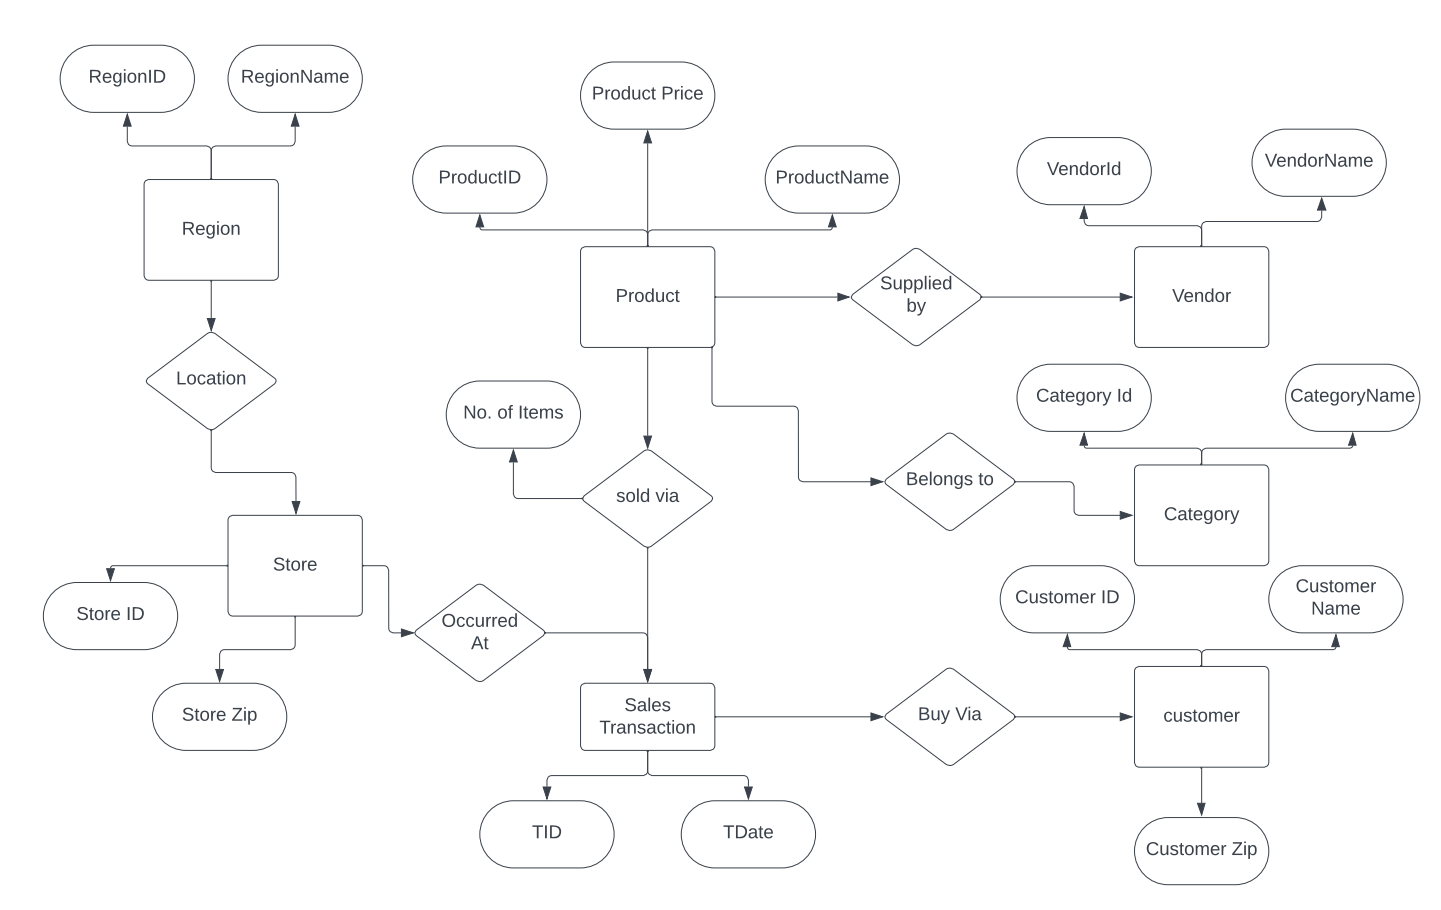 RegionID
RegionName
Product Price
ProductID
ProductName
VendorId
VendorName
Region
Product
Supplied
by
Vendor
Location
No. of Items
Category Id
CategoryName
sold via
Belongs to
Category
Store
Store ID
Occurred
At
Customer ID
Customer
Name
Store Zip
Sales
Transaction
Buy Via
customer
TID
TDate
Customer Zip